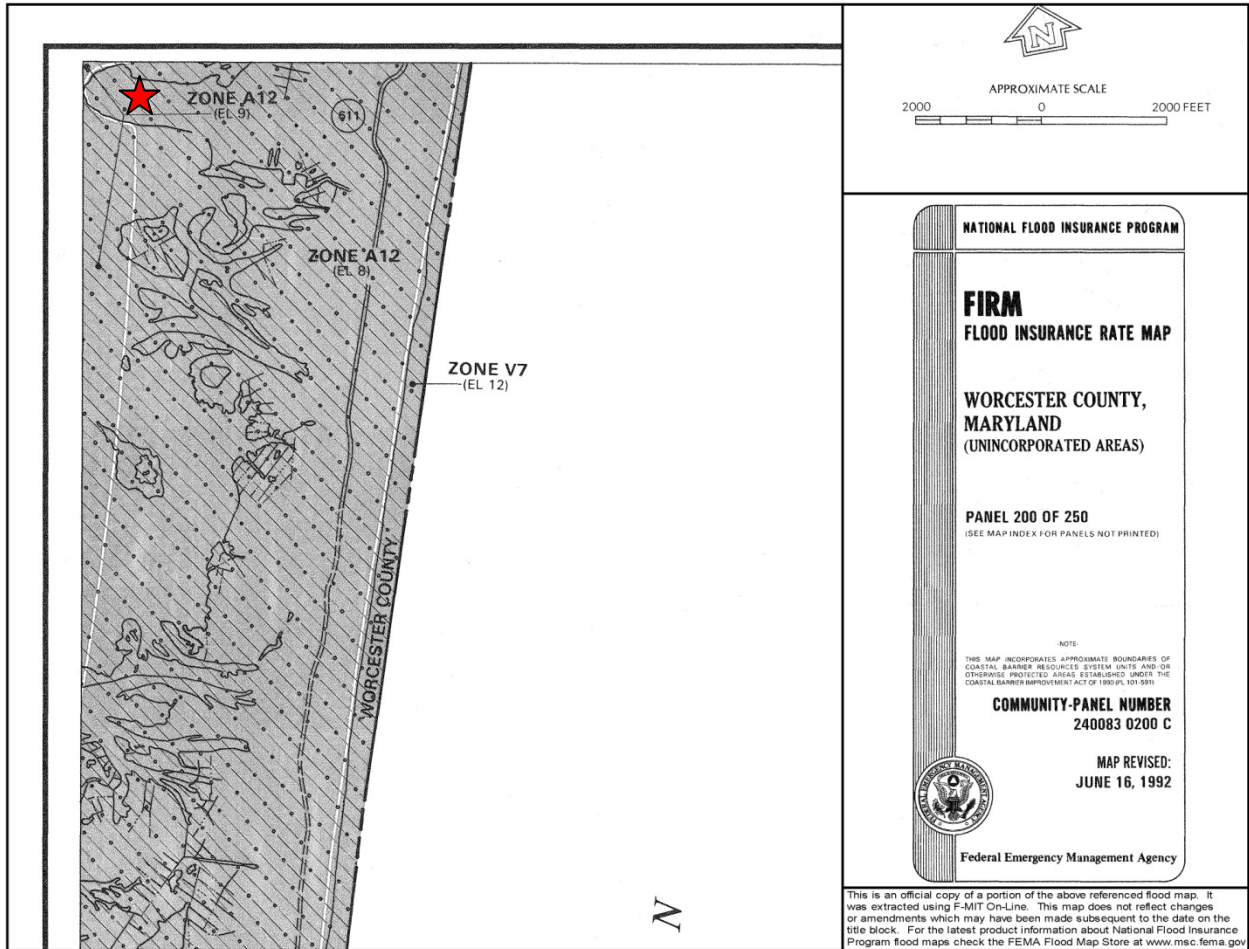 ZONE A12
(EL 9)
611
ZONE A12
(EL 8)
ZONE V7
(EL 12)
WORCESTER COUNTY
N
N
APPROXIMATE SCALE
2000 0 2000 FEET
NATIONAL FLOOD INSURANCE PROGRAM
FIRM
FLOOD INSURANCE RATE MAP
WORCESTER COUNTY,
MARYLAND
(UNINCORPORATED AREAS)
PANEL 200 OF 250
(SEE MAP INDEX FOR PANELS NOT PRINTED)
-NOTE-
THIS MAP INCORPORATES APPROXIMATE BOUNDARIES OF
COASTAL BARRIER RESOURCES SYSTEM UNITS AND/OR
OTHERWISE PROTECTED AREAS ESTABLISHED UNDER THE
COASTAL BARRIER IMPROVEMENT ACT OF 1990 (PL 101-591)
COMMUNITY-PANEL NUMBER
240083 0200 C
MAP REVISED:
JUNE 16, 1992
FEDERAL EMERGENCY MANAGEMENT AGENCY
Federal Emergency Management Agency
This is an official copy of a portion of the above referenced flood map. It
was extracted using F-MIT On-Line. This map does not reflect changes
or amendments which may have been made subsequent to the date on the
title block. For the latest product information about National Flood Insurance
Program flood maps check the FEMA Flood Map Store at www.msc.fema.gov